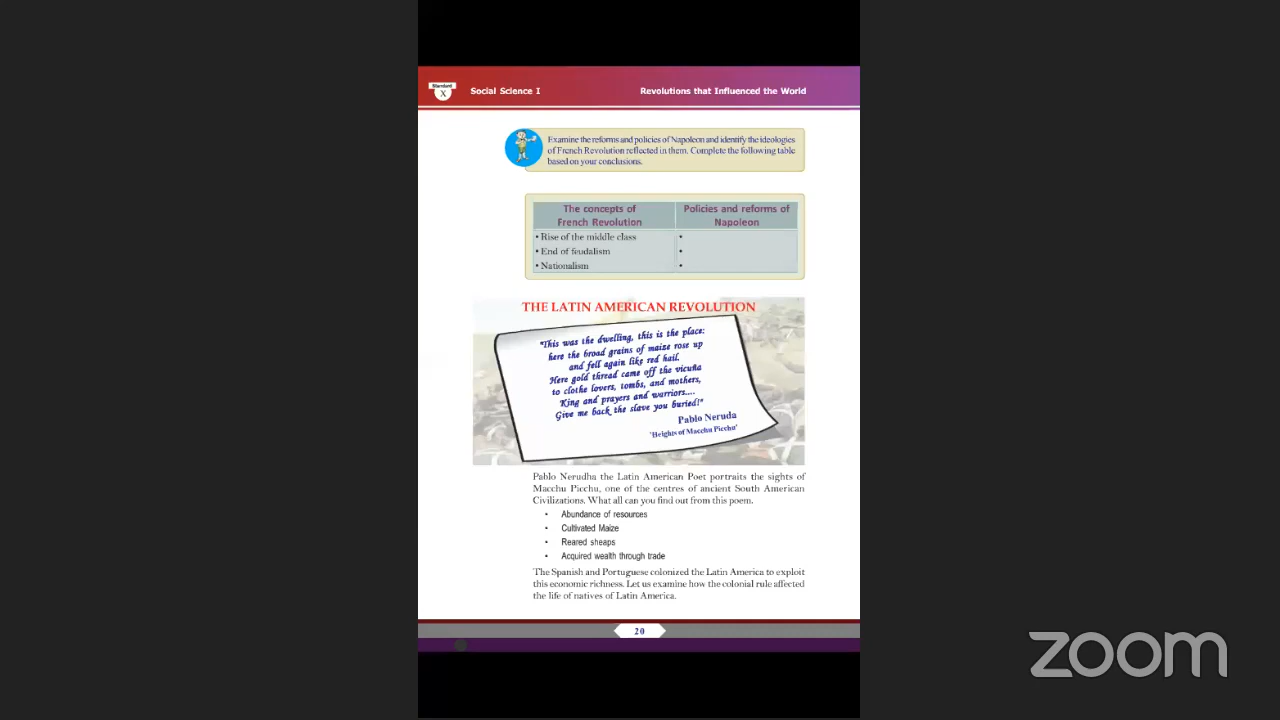 Standard
X
Social Science I
Revolutions that Influenced the World
Examine the reforms and policies of Napoleon and identify the ideologies
of French Revolution reflected in them. Complete the following table
based on your conclusions.
The concepts of
French Revolution
Policies and reforms of
Napoleon
• Rise of the middle class
•
• End of feudalism
•
• Nationalism
•
THE LATIN AMERICAN REVOLUTION
"This was the dwelling, this is the place:
here the broad grains of maize rose up
and fell again like red hail.
Here gold thread came off the vicuña
to clothe lovers, tombs, and mothers,
King and prayers and warriors....
Give me back the slave you buried!"
Pablo Neruda
'Heights of Macchu Picchu'
Pablo Nerudha the Latin American Poet portraits the sights of
Macchu Picchu, one of the centres of ancient South American
Civilizations. What all can you find out from this poem.
• Abundance of resources
• Cultivated Maize
• Reared sheaps
• Acquired wealth through trade
The Spanish and Portuguese colonized the Latin America to exploit
this economic richness. Let us examine how the colonial rule affected
the life of natives of Latin America.
20
zoom